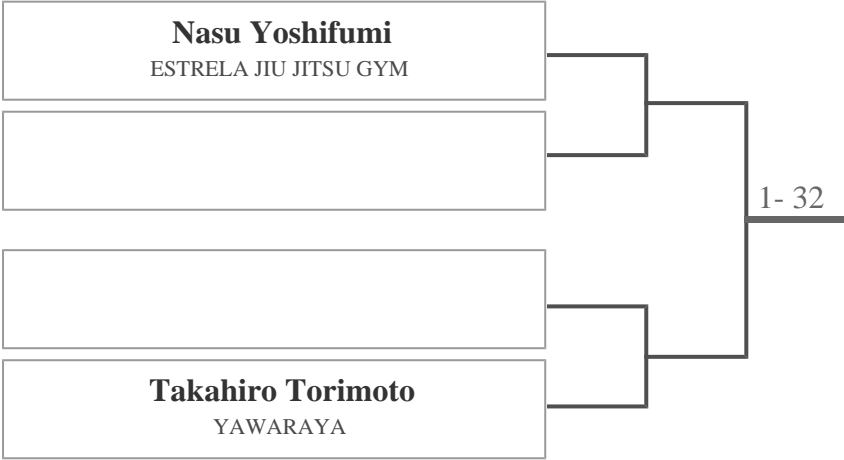 Nasu Yoshifumi
ESTRELA JIU JITSU GYM
1- 32
Takahiro Torimoto
YAWARAYA